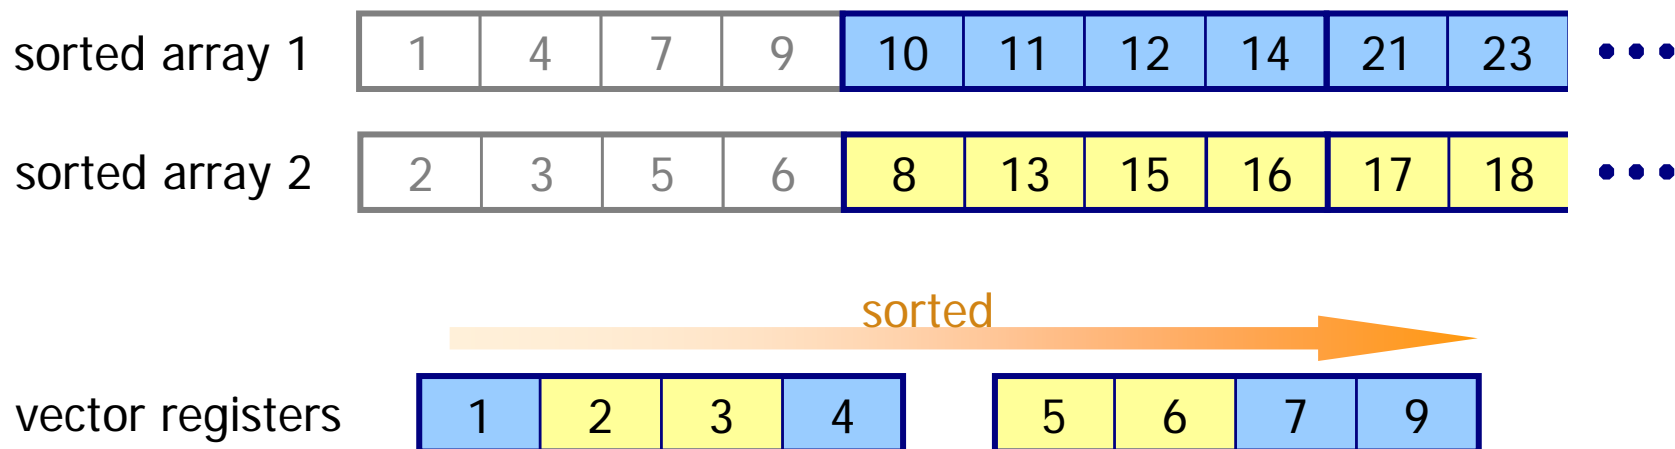 sorted array 1 1 4 7 9 10 11 12 14 21 23 •••
sorted array 2 2 3 5 6 8 13 15 16 17 18 •••
sorted
vector registers 1 2 3 4 5 6 7 9